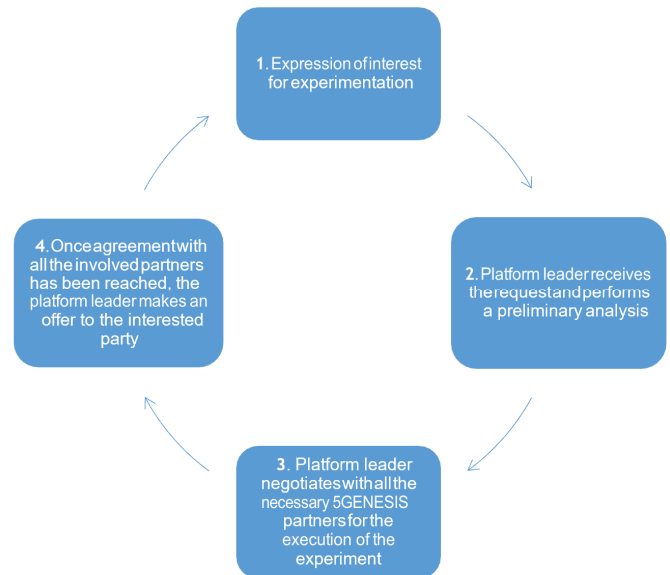 1. Expression of interest
for experimentation
2. Platform leader receives
the request and performs
a preliminary analysis
3. Platform leader
negotiates with all the
necessary 5GENESIS
partners for the
execution of the
experiment
4. Once agreement with
all the involved partners
has been reached, the
platform leader makes an
offer to the interested
party